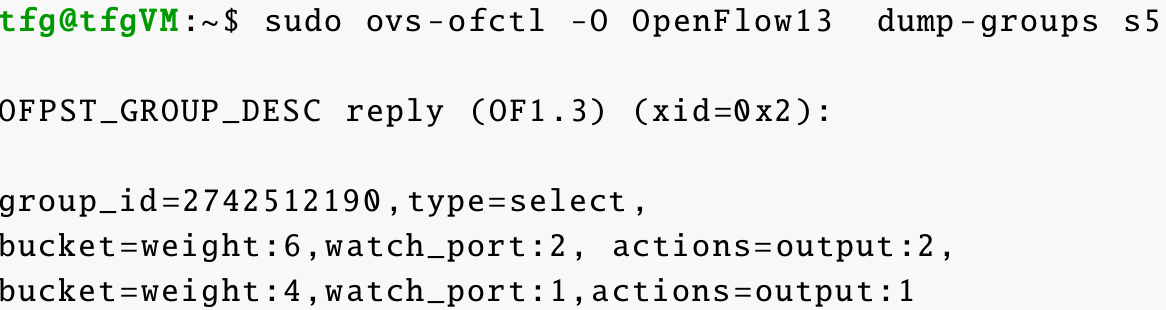 tfg@tfgVM:~$ sudo ovs-ofctl -O OpenFlow13  dump-groups s5
OFPST_GROUP_DESC reply (OF1.3) (xid=0x2):
group_id=2742512190,type=select,
bucket=weight:6,watch_port:2, actions=output:2,
bucket=weight:4,watch_port:1,actions=output:1